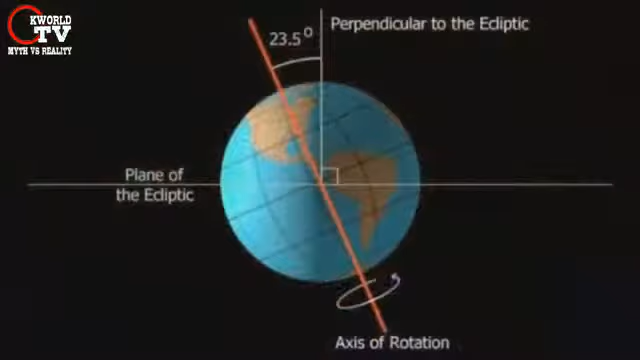 KWORLD
TV
MYTH VS REALITY
Perpendicular to the Ecliptic
23.5°
Plane of
the Ecliptic
Axis of Rotation